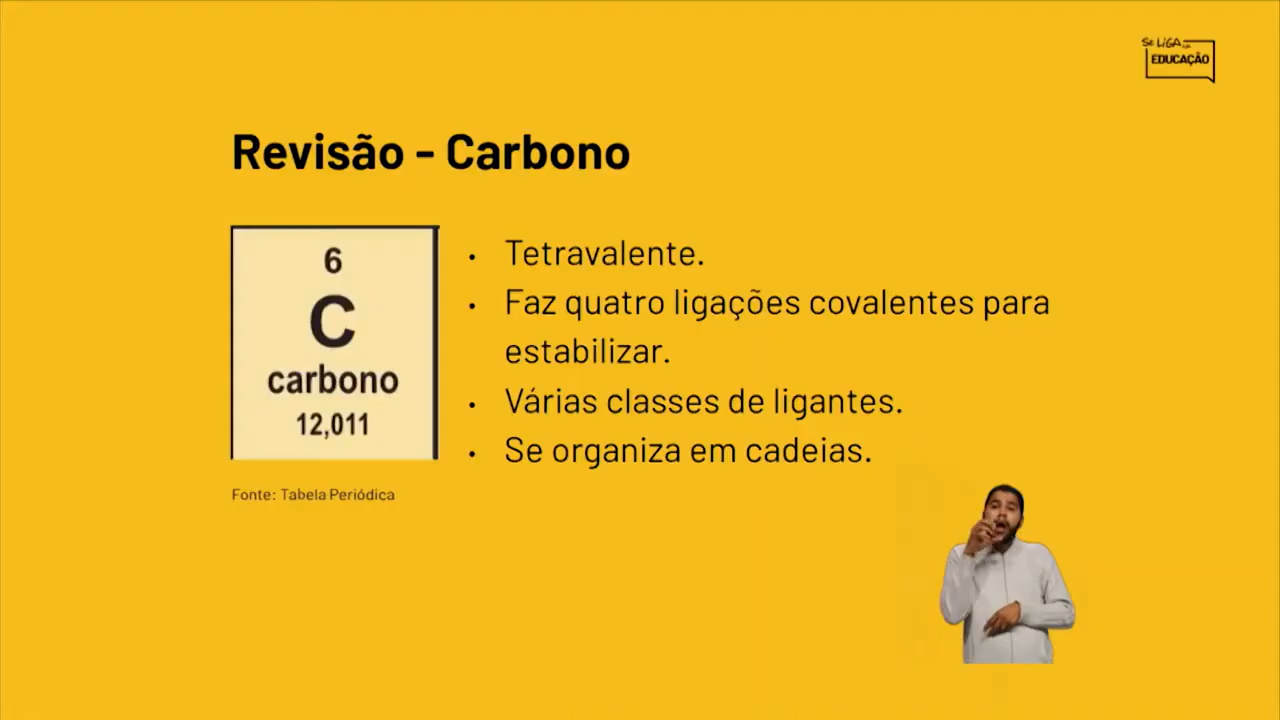 SE LIGA NA
EDUCAÇÃO
Revisão - Carbono
6
C
carbono
12,011
Fonte: Tabela Periódica
• Tetravalente.
• Faz quatro ligações covalentes para
estabilizar.
• Várias classes de ligantes.
• Se organiza em cadeias.